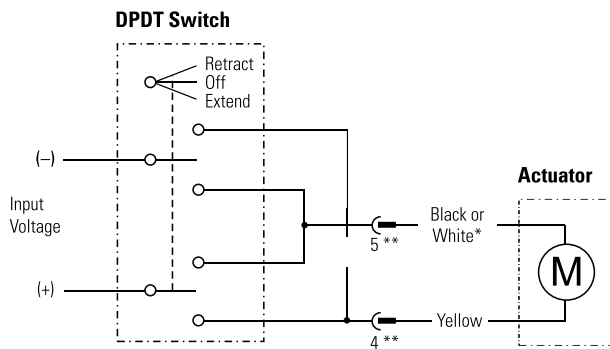 DPDT Switch
Retract
Off
Extend
(–)
Input
Voltage
(+)
5 **
Black or
White*
4 **
Yellow
Actuator
M